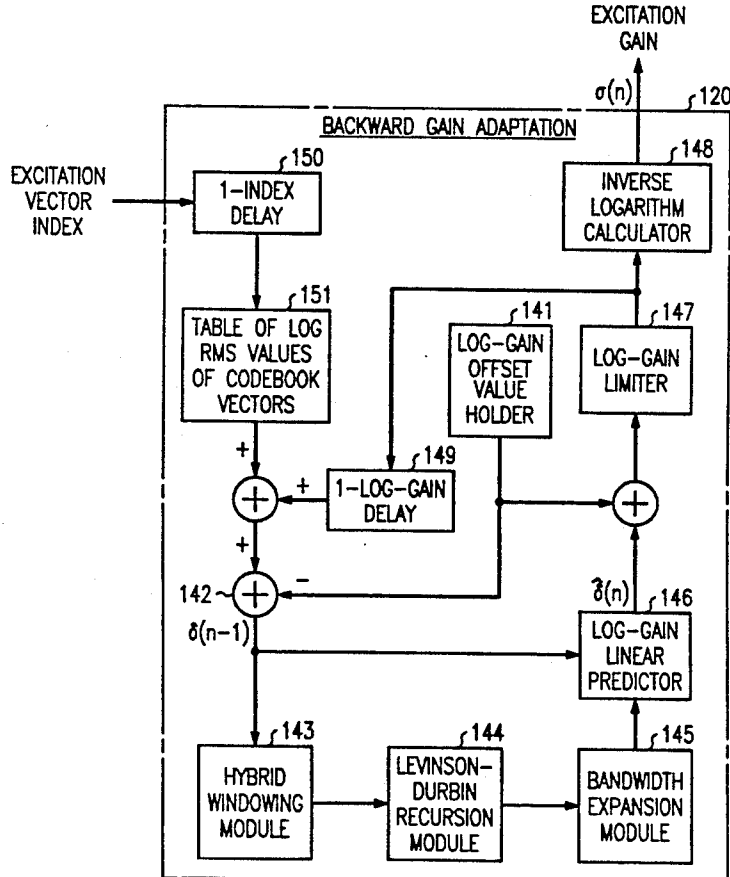 EXCITATION
GAIN
σ(n)
120
BACKWARD GAIN ADAPTATION
EXCITATION
VECTOR
INDEX
150
1-INDEX
DELAY
148
INVERSE
LOGARITHM
CALCULATOR
151
TABLE OF LOG
RMS VALUES
OF CODEBOOK
VECTORS
141
LOG-GAIN
OFFSET
VALUE
HOLDER
147
LOG-GAIN
LIMITER
+
+
149
1-LOG-GAIN
DELAY
+
+
+
142
+
−
δ(n-1)
δ̂(n)
146
LOG-GAIN
LINEAR
PREDICTOR
143
HYBRID
WINDOWING
MODULE
144
LEVINSON-
DURBIN
RECURSION
MODULE
145
BANDWIDTH
EXPANSION
MODULE